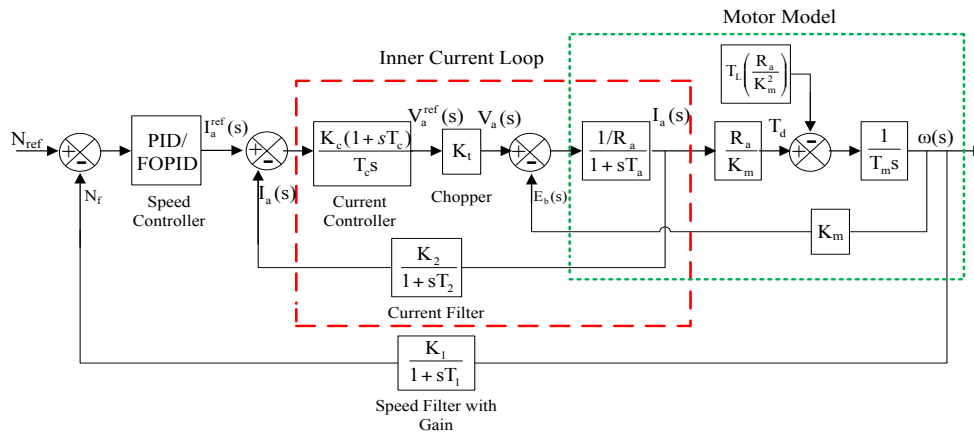 Motor Model
Inner Current Loop
T_L(R_a/K_m^2)
N_ref
+
-
PID/
FOPID
I_a^ref(s)
Speed
Controller
+
-
I_a(s)
K_c(1+sT_c)
T_c s
Current
Controller
V_a^ref(s)
K_t
Chopper
V_a(s)
+
-
E_b(s)
1/R_a
1+sT_a
I_a(s)
R_a
K_m
T_d
+
-
1
T_m s
ω(s)
N_f
K_m
K_2
1+sT_2
Current Filter
K_1
1+sT_1
Speed Filter with
Gain